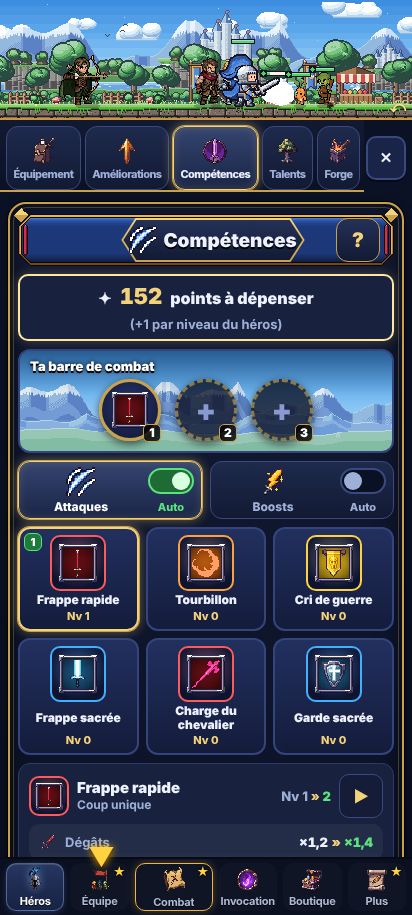 Équipement
Améliorations
Compétences
Talents
Forge
×
Compétences
?
152 points à dépenser
(+1 par niveau du héros)
Ta barre de combat
1
2
3
Attaques
Auto
Boosts
Auto
1
Frappe rapide
Nv 1
Tourbillon
Nv 0
Cri de guerre
Nv 0
Frappe sacrée
Nv 0
Charge du
chevalier
Nv 0
Garde sacrée
Nv 0
Frappe rapide
Coup unique
Nv 1 » 2
Dégâts
×1,2 » ×1,4
Héros
Équipe
Combat
Invocation
Boutique
Plus